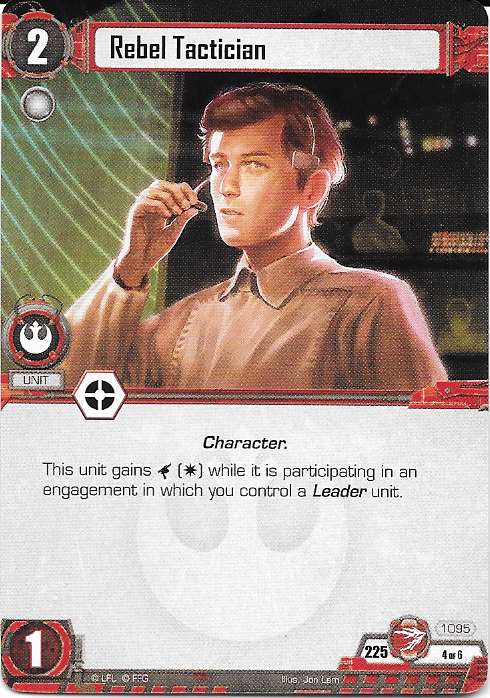 2
Rebel Tactician
UNIT
Character.
This unit gains (✷) while it is participating in an
engagement in which you control a Leader unit.
1
225
1095
4 OF 6
© LFL © FFG
Illus. Jon Lam